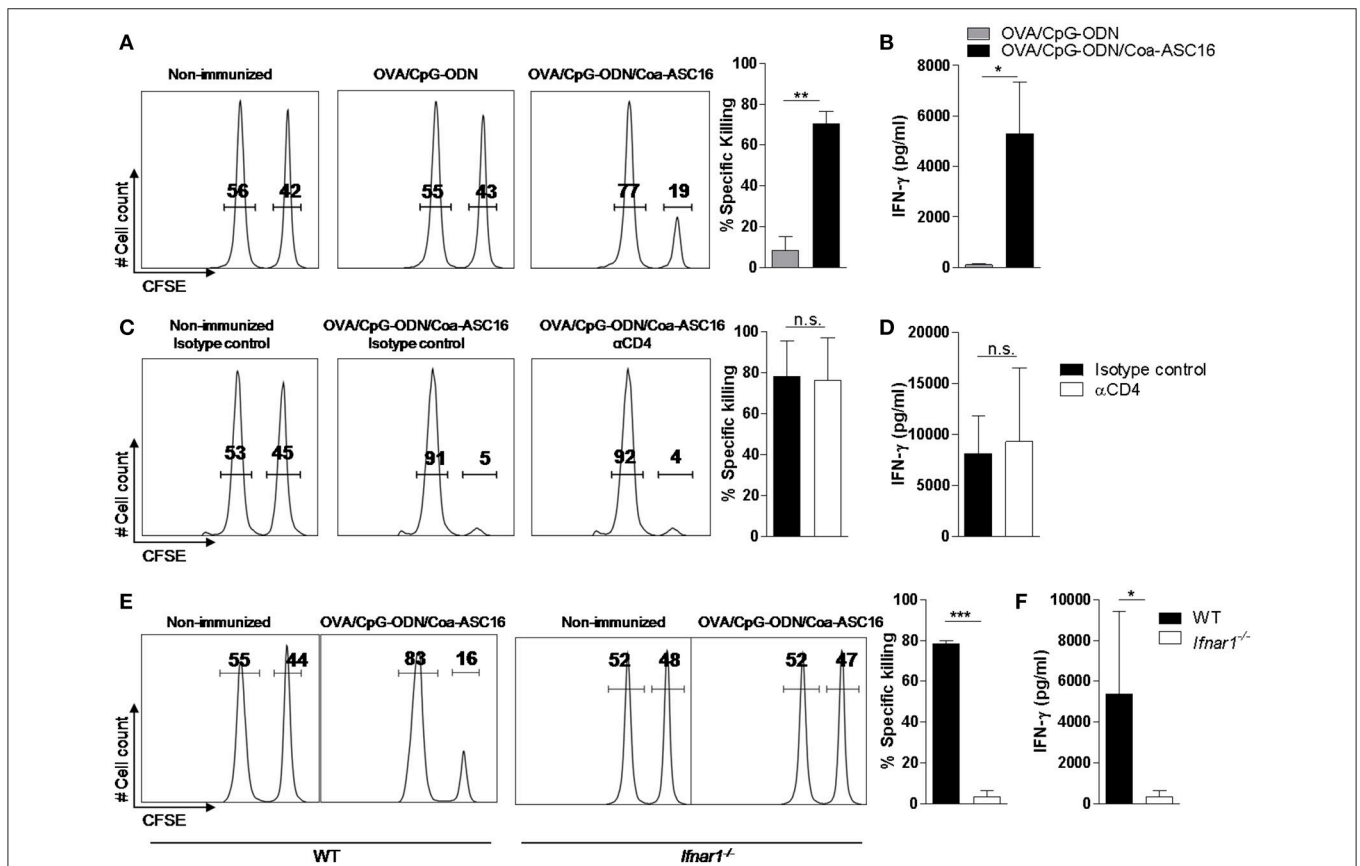 A
Non-immunized
OVA/CpG-ODN
OVA/CpG-ODN/Coa-ASC16
56
42
55
43
77
19
# Cell count
CFSE
% Specific Killing
100
80
60
40
20
0
**
B
OVA/CpG-ODN
OVA/CpG-ODN/Coa-ASC16
IFN-γ (pg/ml)
8000
6000
4000
2000
0
*
C
Non-immunized
Isotype control
OVA/CpG-ODN/Coa-ASC16
Isotype control
OVA/CpG-ODN/Coa-ASC16
αCD4
53
45
91
5
92
4
# Cell count
CFSE
% Specific killing
100
80
60
40
20
0
n.s.
D
IFN-γ (pg/ml)
20000
15000
10000
5000
0
n.s.
Isotype control
αCD4
E
Non-immunized
OVA/CpG-ODN/Coa-ASC16
Non-immunized
OVA/CpG-ODN/Coa-ASC16
55
44
83
16
52
48
52
47
# Cell count
CFSE
WT
Ifnar1-/-
% Specific killing
100
80
60
40
20
0
***
F
IFN-γ (pg/ml)
10000
8000
6000
4000
2000
0
*
WT
Ifnar1-/-